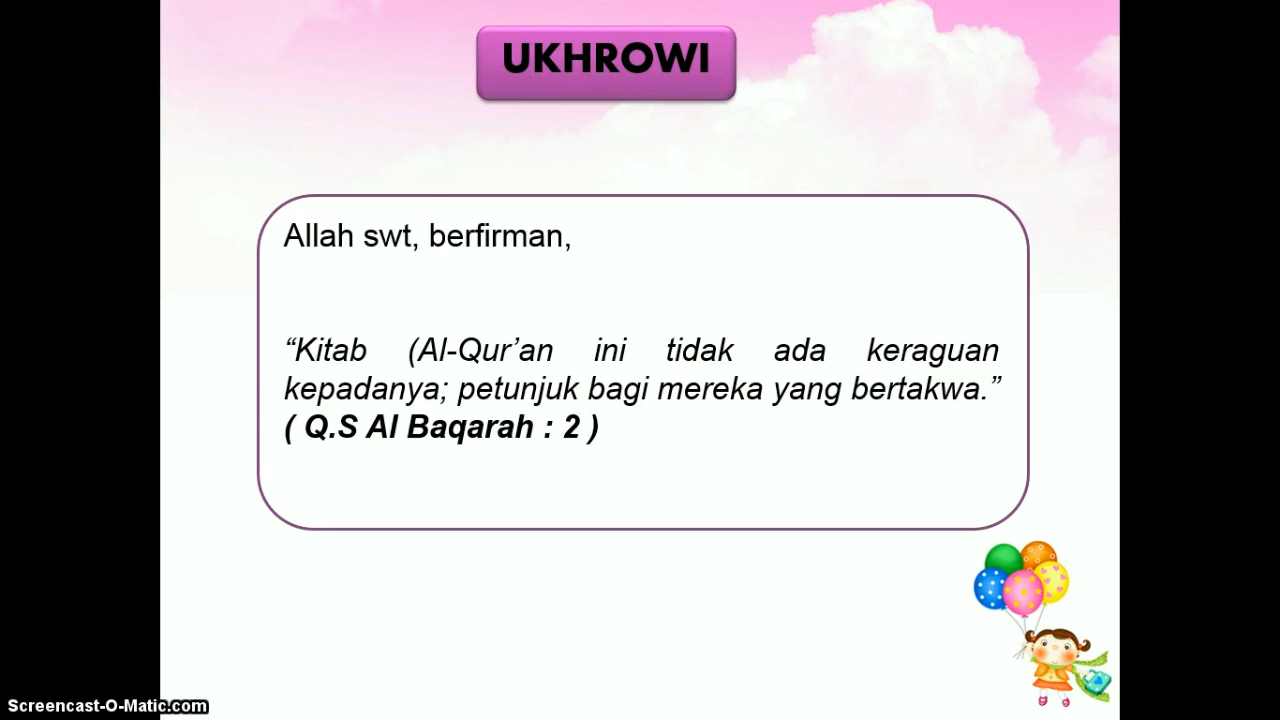 UKHROWI
Allah swt, berfirman,
“Kitab (Al-Qur’an ini tidak ada keraguan
kepadanya; petunjuk bagi mereka yang bertakwa.”
( Q.S Al Baqarah : 2 )
Screencast-O-Matic.com